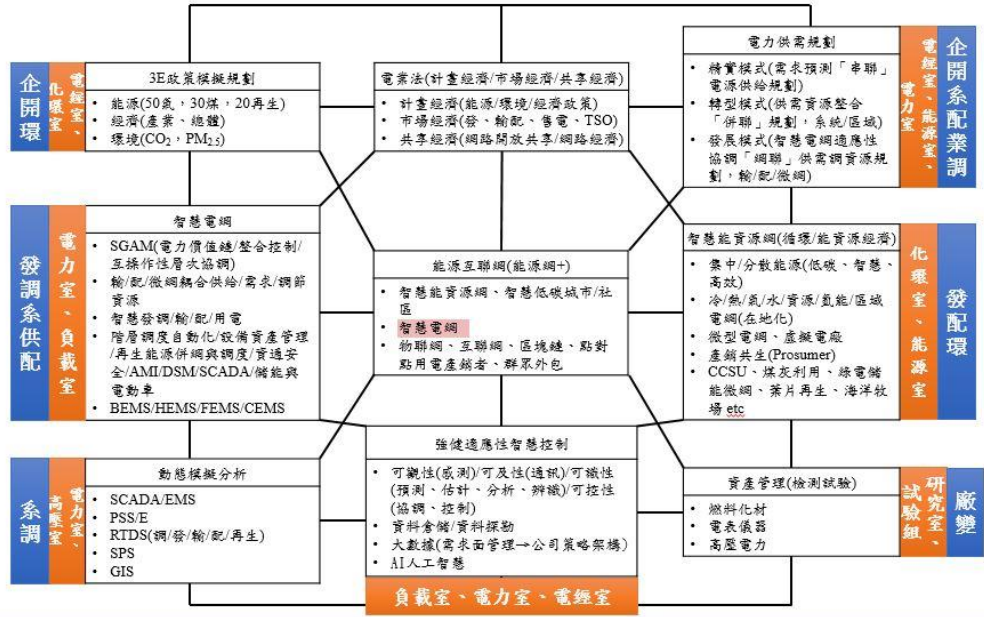 企開環
電經室、
化環室
3E政策模擬規劃
• 能源(50氣，30煤，20再生)
• 經濟(產業、總體)
• 環境(CO2，PM2.5)
電業法(計畫經濟/市場經濟/共享經濟)
• 計畫經濟(能源/環境/經濟政策)
• 市場經濟(發、輸配、售電、TSO)
• 共享經濟(網路開放共享/網路經濟)
電力供需規劃
• 精實模式(需求預測「串聯」
電源供給規劃)
• 轉型模式(供需資源整合
「併聯」規劃，系統/區域)
• 發展模式(智慧電網適應性
協調「網聯」供需調資源規
劃，輸/配/微網)
電經室、能源室、
電力室
企開系配業調
發調系供配
電力室、負載室
智慧電網
• SGAM(電力價值鏈/整合控制/
互操作性層次協調)
• 輸/配/微網耦合供給/需求/調節
資源
• 智慧發調/輸/配/用電
• 階層調度自動化/設備資產管理
/再生能源併網與調度/資通安
全/AMI/DSM/SCADA/儲能與
電動車
• BEMS/HEMS/FEMS/CEMS
能源互聯網(能源網+)
• 智慧能資源網、智慧低碳城市/社
區
• 智慧電網
• 物聯網、互聯網、區塊鏈、點對
點用電產銷者、群眾外包
智慧能資源網(循環/能資源經濟)
• 集中/分散能源(低碳、智慧、
高效)
• 冷/熱/氣/水/資源/氫能/區域
電網(在地化)
• 微型電網、虛擬電廠
• 產銷共生(Prosumer)
• CCSU、煤灰利用、綠電儲
能微網、葉片再生、海洋牧
場 etc
化環室、能源室
發配環
系調
電力室、
高壓室
動態模擬分析
• SCADA/EMS
• PSS/E
• RTDS(調/發/輸/配/再生)
• SPS
• GIS
強健適應性智慧控制
• 可觀性(感測)/可及性(通訊)/可識性
(預測、估計、分析、辨識)/可控性
(協調、控制)
• 資料倉儲/資料探勘
• 大數據(需求面管理→公司策略架構)
• AI人工智慧
負載室、電力室、電經室
資產管理(檢測試驗)
• 燃料化材
• 電表儀器
• 高壓電力
研究室、
試驗組
廠變